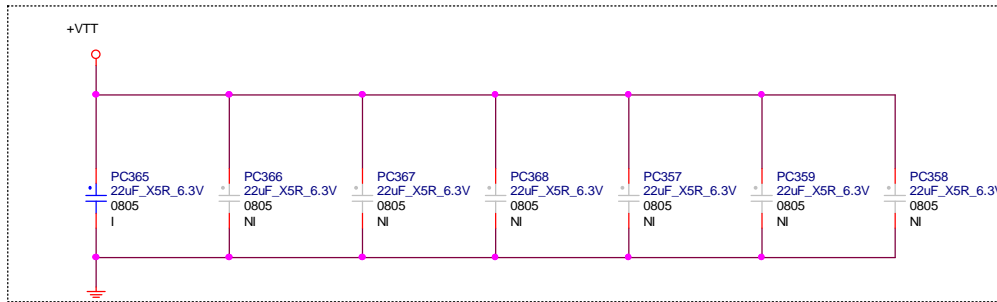 +VTT
PC365
22uF_X5R_6.3V
0805
I
PC366
22uF_X5R_6.3V
0805
NI
PC367
22uF_X5R_6.3V
0805
NI
PC368
22uF_X5R_6.3V
0805
NI
PC357
22uF_X5R_6.3V
0805
NI
PC359
22uF_X5R_6.3V
0805
NI
PC358
22uF_X5R_6.3V
0805
NI